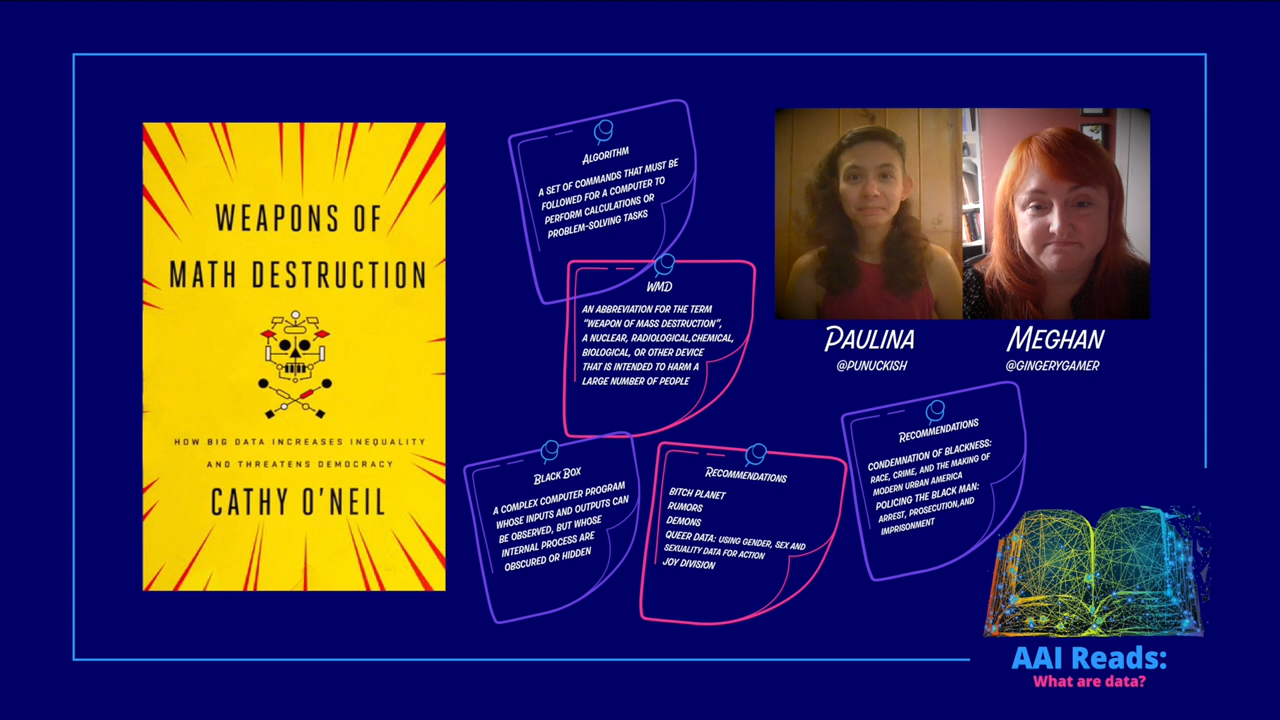 WEAPONS OF
MATH DESTRUCTION
HOW BIG DATA INCREASES INEQUALITY
AND THREATENS DEMOCRACY
CATHY O'NEIL
ALGORITHM
A SET OF COMMANDS THAT MUST BE
FOLLOWED FOR A COMPUTER TO
PERFORM CALCULATIONS OR
PROBLEM-SOLVING TASKS
WMD
AN ABBREVIATION FOR THE TERM
"WEAPON OF MASS DESTRUCTION",
A NUCLEAR, RADIOLOGICAL,CHEMICAL,
BIOLOGICAL, OR OTHER DEVICE
THAT IS INTENDED TO HARM A
LARGE NUMBER OF PEOPLE
BLACK BOX
A COMPLEX COMPUTER PROGRAM
WHOSE INPUTS AND OUTPUTS CAN
BE OBSERVED, BUT WHOSE
INTERNAL PROCESS ARE
OBSCURED OR HIDDEN
RECOMMENDATIONS
BITCH PLANET
RUMORS
DEMONS
QUEER DATA: USING GENDER, SEX AND
SEXUALITY DATA FOR ACTION
JOY DIVISION
PAULINA
@PUNUCKISH
MEGHAN
@GINGERYGAMER
RECOMMENDATIONS
CONDEMNATION OF BLACKNESS:
RACE, CRIME, AND THE MAKING OF
MODERN URBAN AMERICA
POLICING THE BLACK MAN:
ARREST, PROSECUTION,AND
IMPRISONMENT
AAI Reads:
What are data?